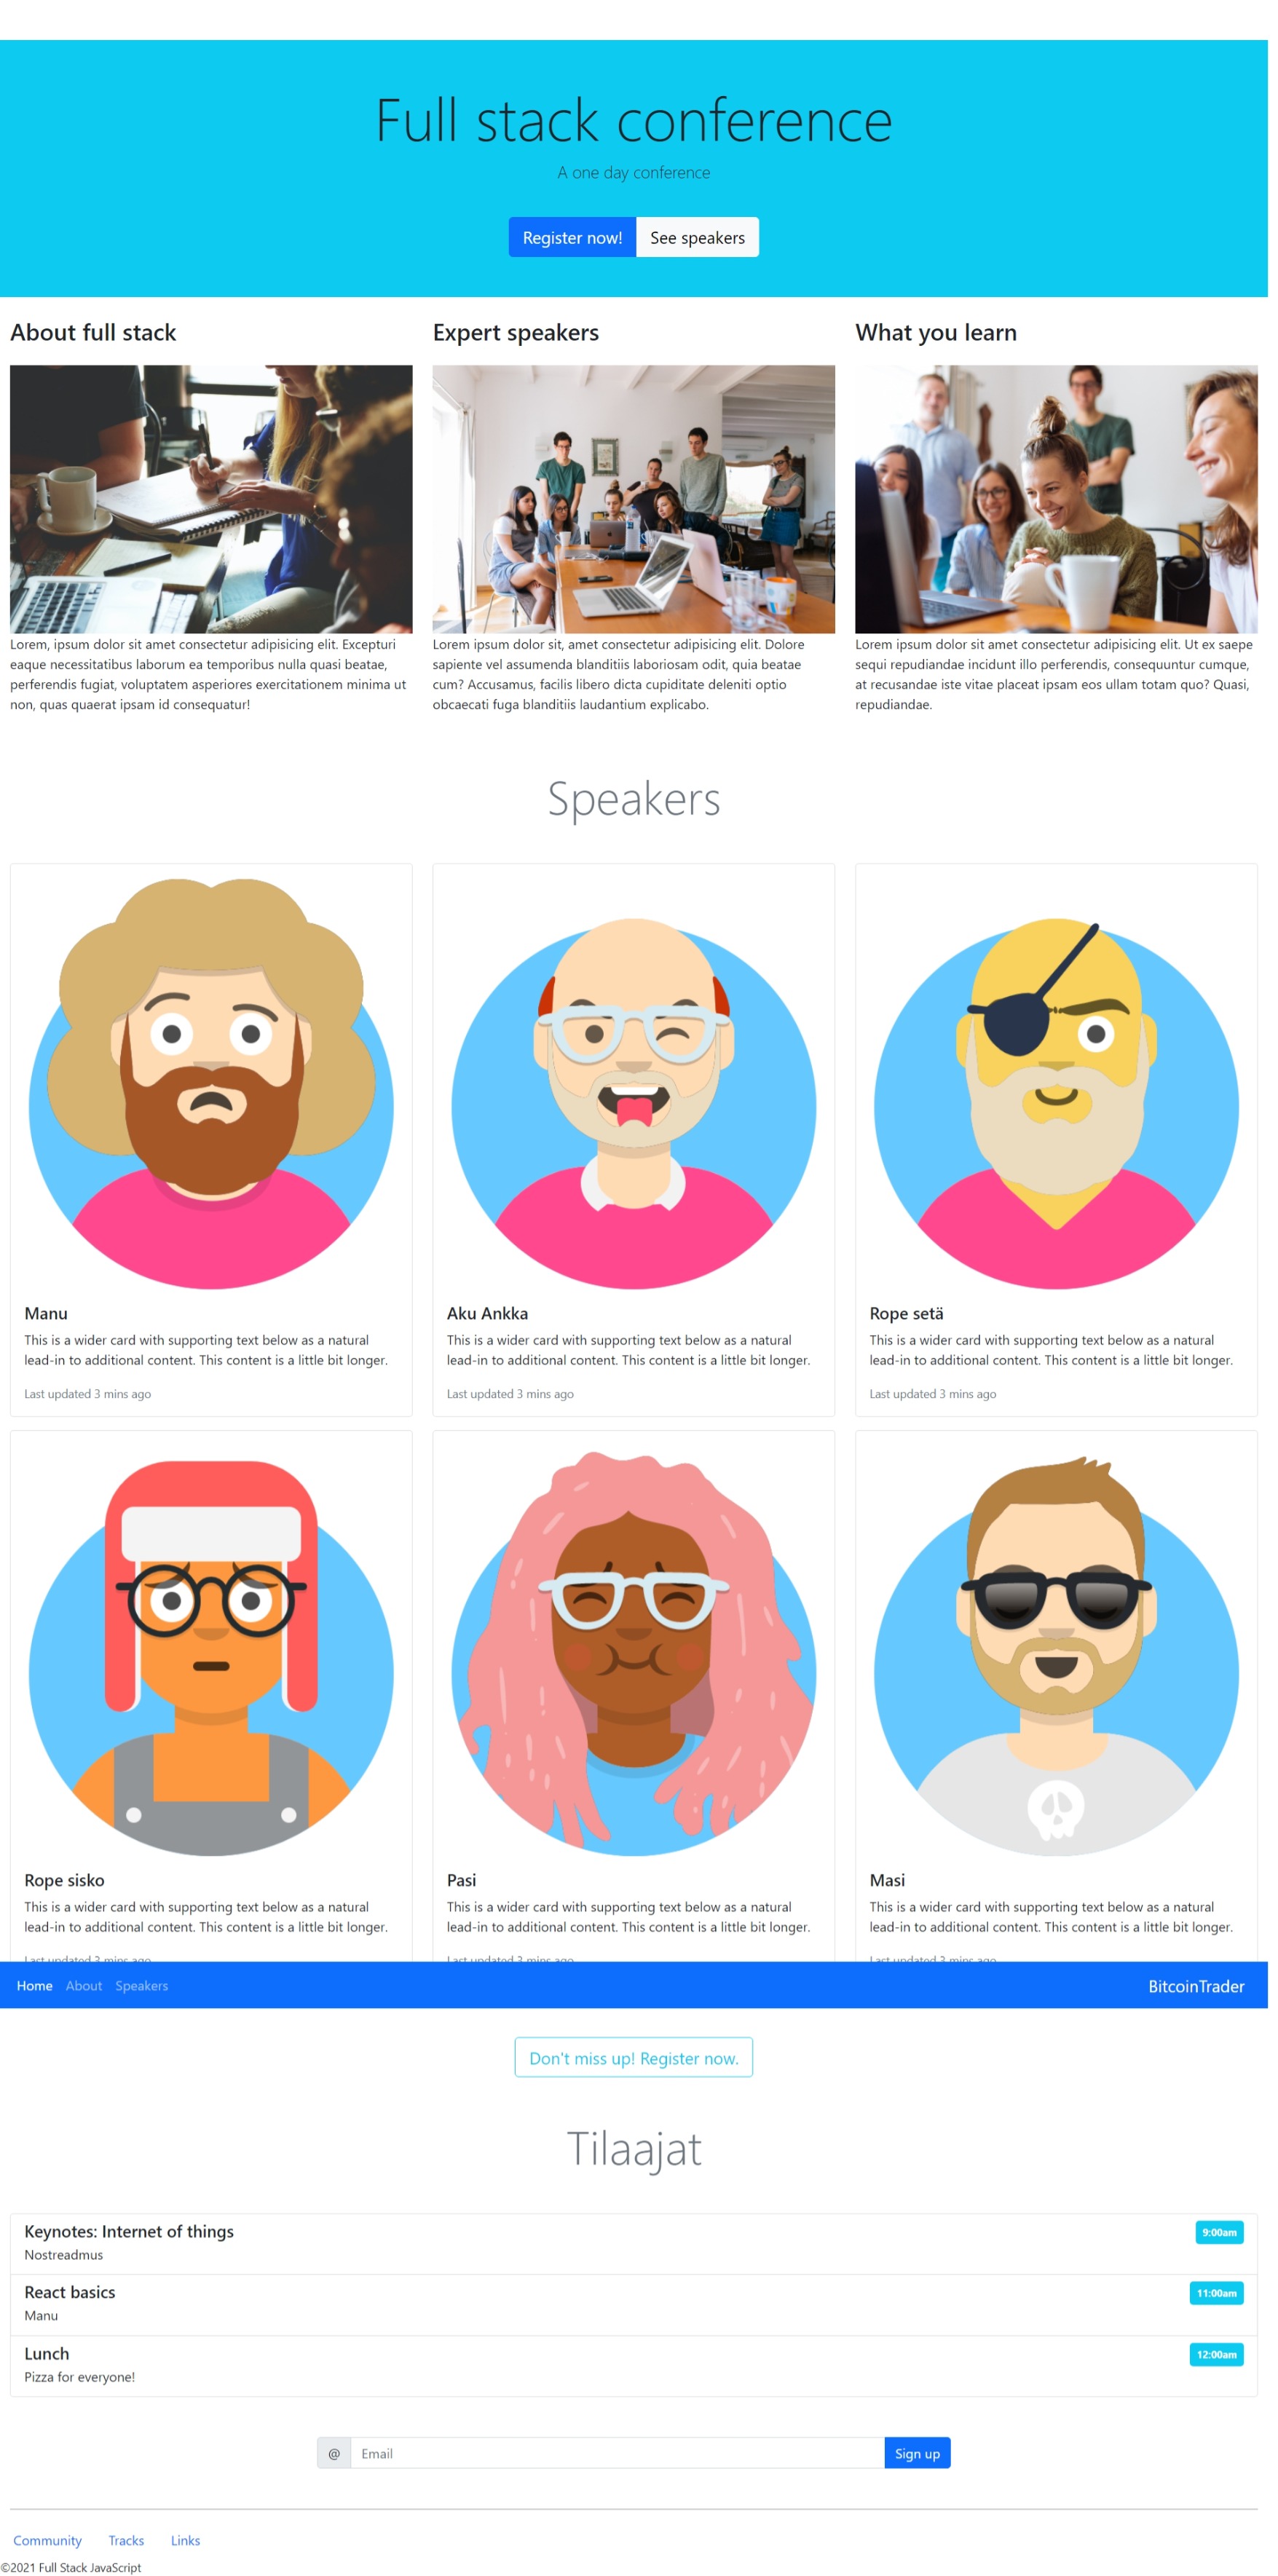 Full stack conference
A one day conference
Register now! See speakers
About full stack
Lorem, ipsum dolor sit amet consectetur adipisicing elit. Excepturi
eaque necessitatibus laborum ea temporibus nulla quasi beatae,
perferendis fugiat, voluptatem asperiores exercitationem minima ut
non, quas quaerat ipsam id consequatur!
Expert speakers
Lorem ipsum dolor sit, amet consectetur adipisicing elit. Dolore
sapiente vel assumenda blanditiis laboriosam odit, quia beatae
cum? Accusamus, facilis libero dicta cupiditate deleniti optio
obcaecati fuga blanditiis laudantium explicabo.
What you learn
Lorem ipsum dolor sit amet consectetur adipisicing elit. Ut ex saepe
sequi repudiandae incidunt illo perferendis, consequuntur cumque,
at recusandae iste vitae placeat ipsam eos ullam totam quo? Quasi,
repudiandae.
Speakers
Manu
This is a wider card with supporting text below as a natural
lead-in to additional content. This content is a little bit longer.
Last updated 3 mins ago
Aku Ankka
This is a wider card with supporting text below as a natural
lead-in to additional content. This content is a little bit longer.
Last updated 3 mins ago
Rope setä
This is a wider card with supporting text below as a natural
lead-in to additional content. This content is a little bit longer.
Last updated 3 mins ago
Rope sisko
This is a wider card with supporting text below as a natural
lead-in to additional content. This content is a little bit longer.
Last updated 3 mins ago
Pasi
This is a wider card with supporting text below as a natural
lead-in to additional content. This content is a little bit longer.
Last updated 3 mins ago
Masi
This is a wider card with supporting text below as a natural
lead-in to additional content. This content is a little bit longer.
Last updated 3 mins ago
Home About Speakers BitcoinTrader
Don't miss up! Register now.
Tilaajat
Keynotes: Internet of things 9:00am
Nostreadmus
React basics 11:00am
Manu
Lunch 12:00am
Pizza for everyone!
@ Email Sign up
Community Tracks Links
©2021 Full Stack JavaScript